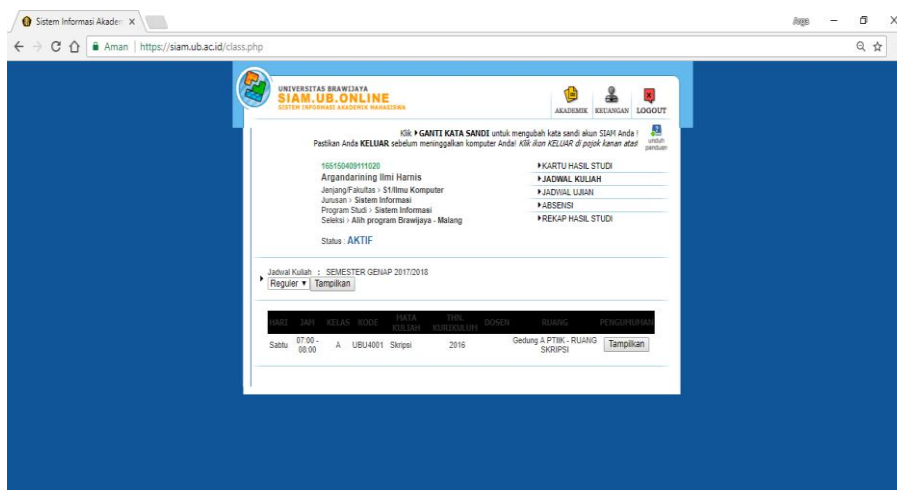 Sistem Informasi Akaden
Arga
Aman | https://siam.ub.ac.id/class.php
UNIVERSITAS BRAWIJAYA
SIAM.UB.ONLINE
SISTEM INFORMASI AKADEMIK MAHASISWA
AKADEMIK KEUANGAN LOGOUT
Klik GANTI KATA SANDI untuk mengubah kata sandi akun SIAM Anda !
Pastikan Anda KELUAR sebelum meninggalkan komputer Anda! Klik ikon KELUAR di pojok kanan atas!
unduh
panduan
165150409111020
Argandarining Ilmi Harnis
Jenjang/Fakultas > S1/Ilmu Komputer
Jurusan > Sistem Informasi
Program Studi > Sistem Informasi
Seleksi > Alih program Brawijaya - Malang
Status : AKTIF
KARTU HASIL STUDI
JADWAL KULIAH
JADWAL UJIAN
ABSENSI
REKAP HASIL STUDI
Jadwal Kuliah : SEMESTER GENAP 2017/2018
Reguler Tampilkan
HARI JAM KELAS KODE MATA KULIAH THN. KURIKULUM DOSEN RUANG PENGUMUMAN
Sabtu 07:00 - 08:00 A UBU4001 Skripsi 2016 Gedung A PTIIK - RUANG SKRIPSI Tampilkan